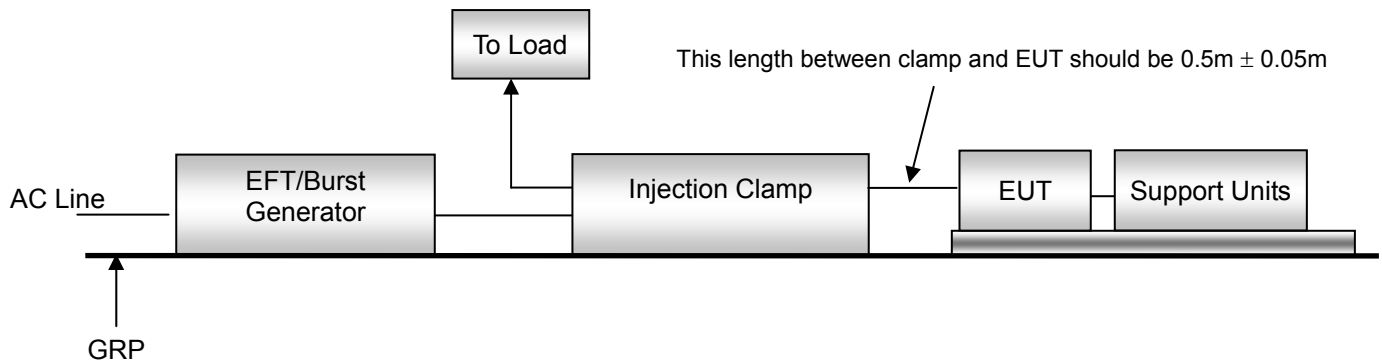 To Load
This length between clamp and EUT should be 0.5m ± 0.05m
AC Line
EFT/Burst
Generator
Injection Clamp
EUT
Support Units
GRP